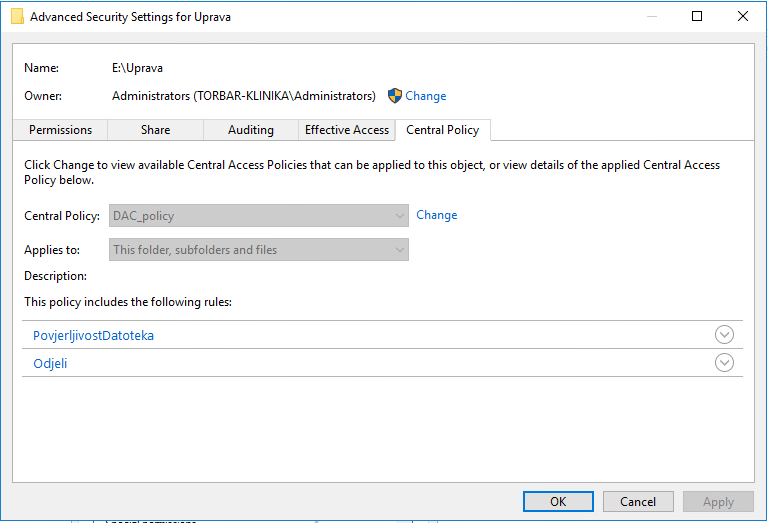 Advanced Security Settings for Uprava
Name: E:\Uprava
Owner: Administrators (TORBAR-KLINIKA\Administrators) Change
Permissions Share Auditing Effective Access Central Policy
Click Change to view available Central Access Policies that can be applied to this object, or view details of the applied Central Access
Policy below.
Central Policy: DAC_policy Change
Applies to: This folder, subfolders and files
Description:
This policy includes the following rules:
PovjerljivostDatoteka
Odjeli
OK Cancel Apply